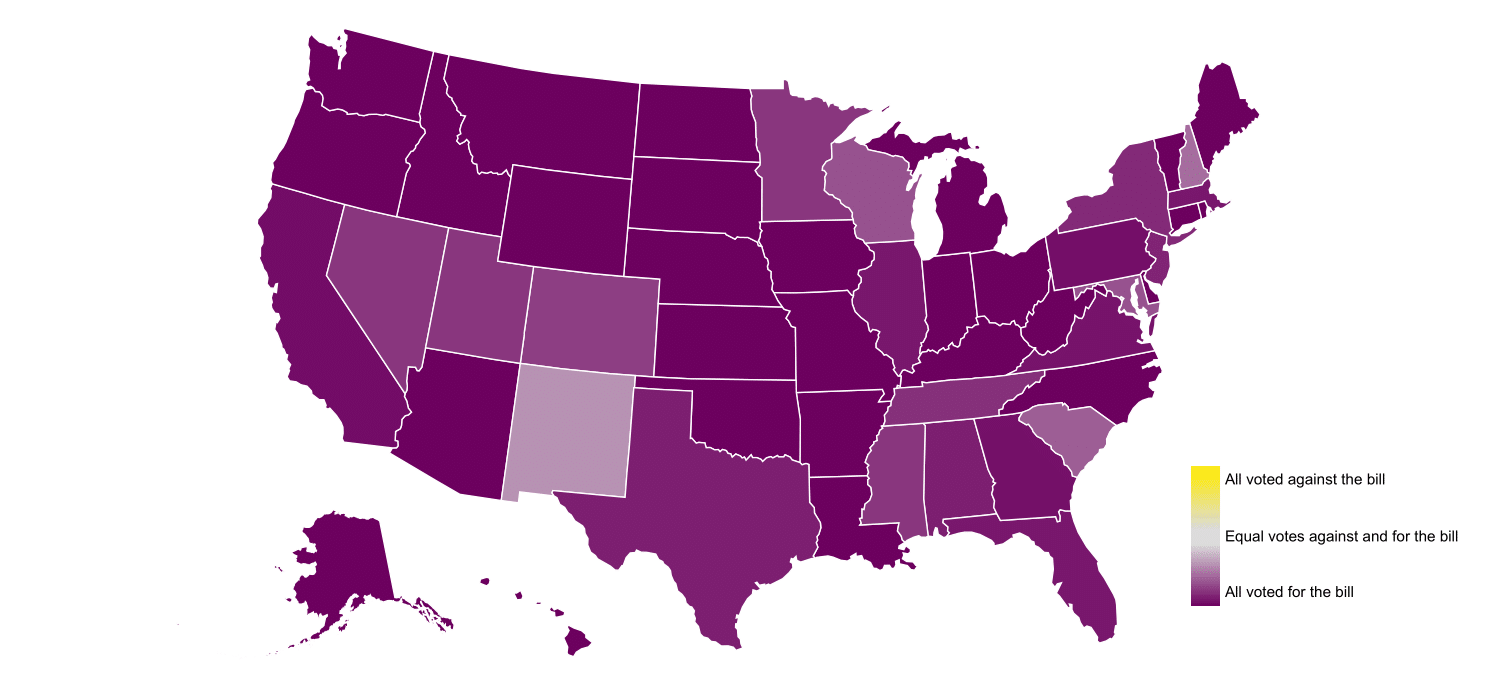 All voted against the bill
Equal votes against and for the bill
All voted for the bill